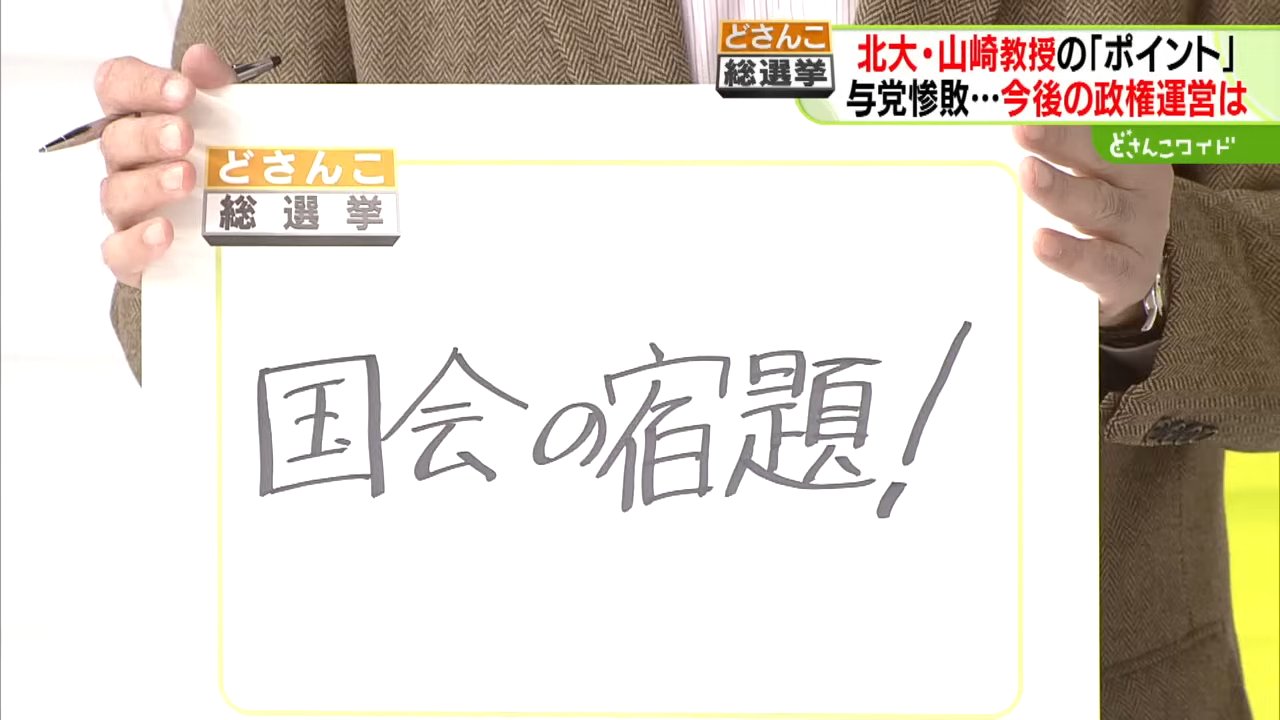 どさんこ
総選挙
北大・山崎教授の「ポイント」
与党惨敗…今後の政権運営は
どさんこワイド
どさんこ
総選挙
国会の宿題!